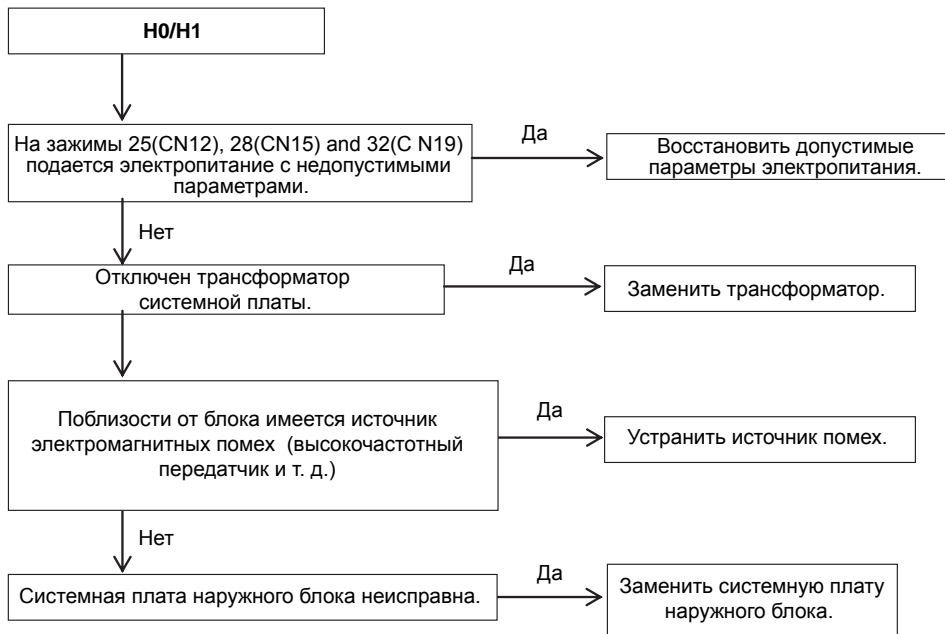 H0/H1
На зажимы 25(CN12), 28(CN15) and 32(C N19)
подается электропитание с недопустимыми
параметрами.
Да
Восстановить допустимые
параметры электропитания.
Нет
Отключен трансформатор
системной платы.
Да
Заменить трансформатор.
Поблизости от блока имеется источник
электромагнитных помех (высокочастотный
передатчик и т. д.)
Да
Устранить источник помех.
Нет
Системная плата наружного блока неисправна.
Да
Заменить системную плату
наружного блока.